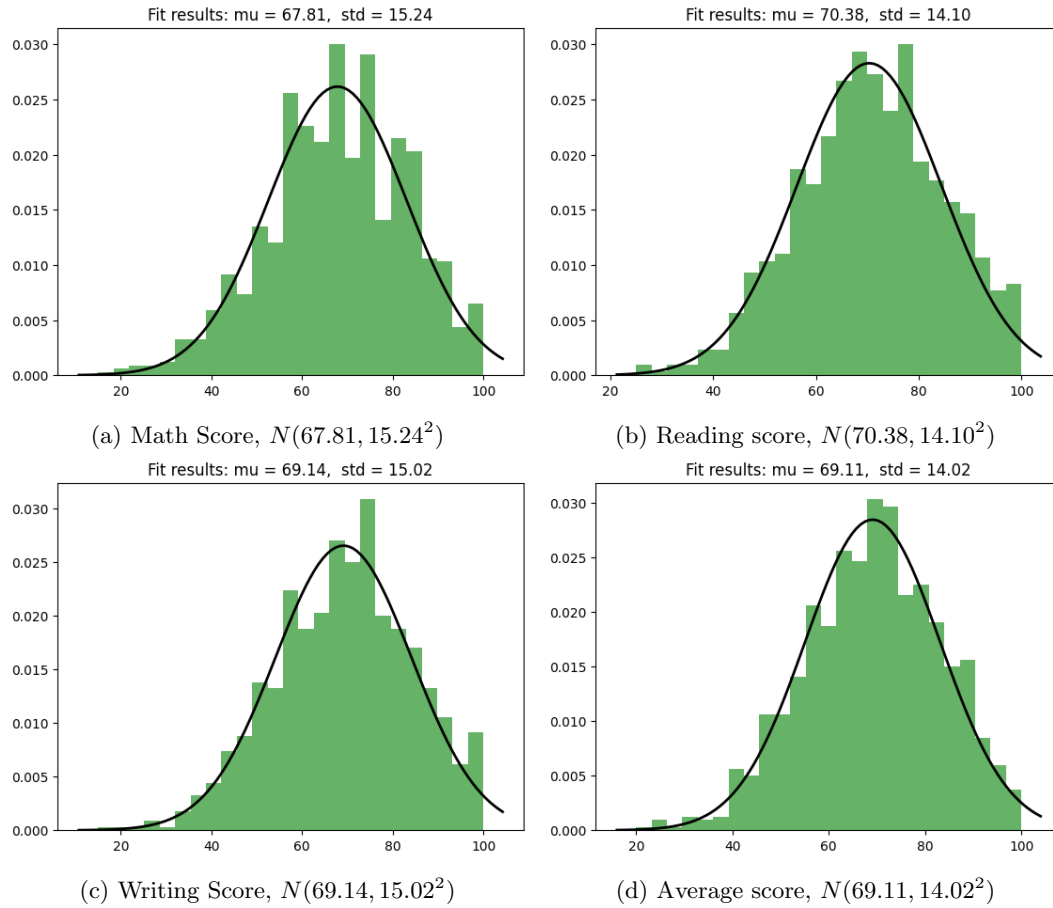 Fit results: mu = 67.81,  std = 15.24
0.030
0.025
0.020
0.015
0.010
0.005
0.000
20 40 60 80 100
(a) Math Score, N(67.81, 15.24²)
Fit results: mu = 70.38,  std = 14.10
0.030
0.025
0.020
0.015
0.010
0.005
0.000
20 40 60 80 100
(b) Reading score, N(70.38, 14.10²)
Fit results: mu = 69.14,  std = 15.02
0.030
0.025
0.020
0.015
0.010
0.005
0.000
20 40 60 80 100
(c) Writing Score, N(69.14, 15.02²)
Fit results: mu = 69.11,  std = 14.02
0.030
0.025
0.020
0.015
0.010
0.005
0.000
20 40 60 80 100
(d) Average score, N(69.11, 14.02²)